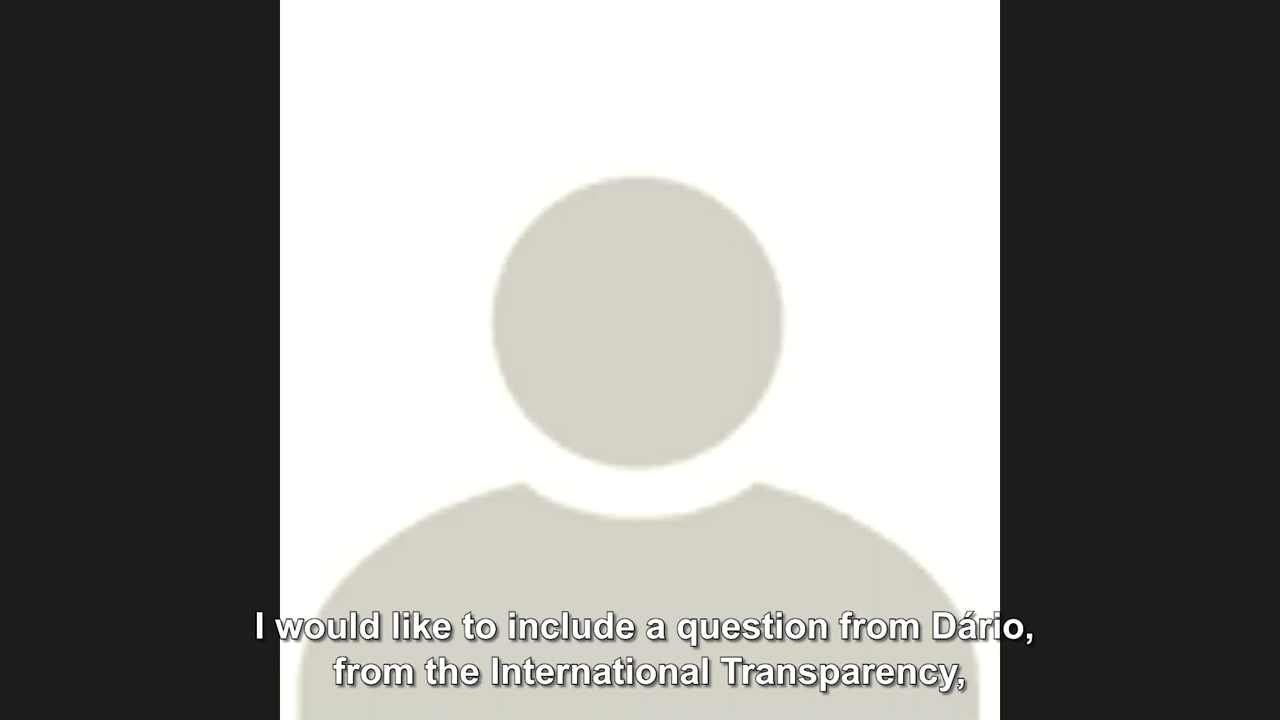 I would like to include a question from Dário,
from the International Transparency,